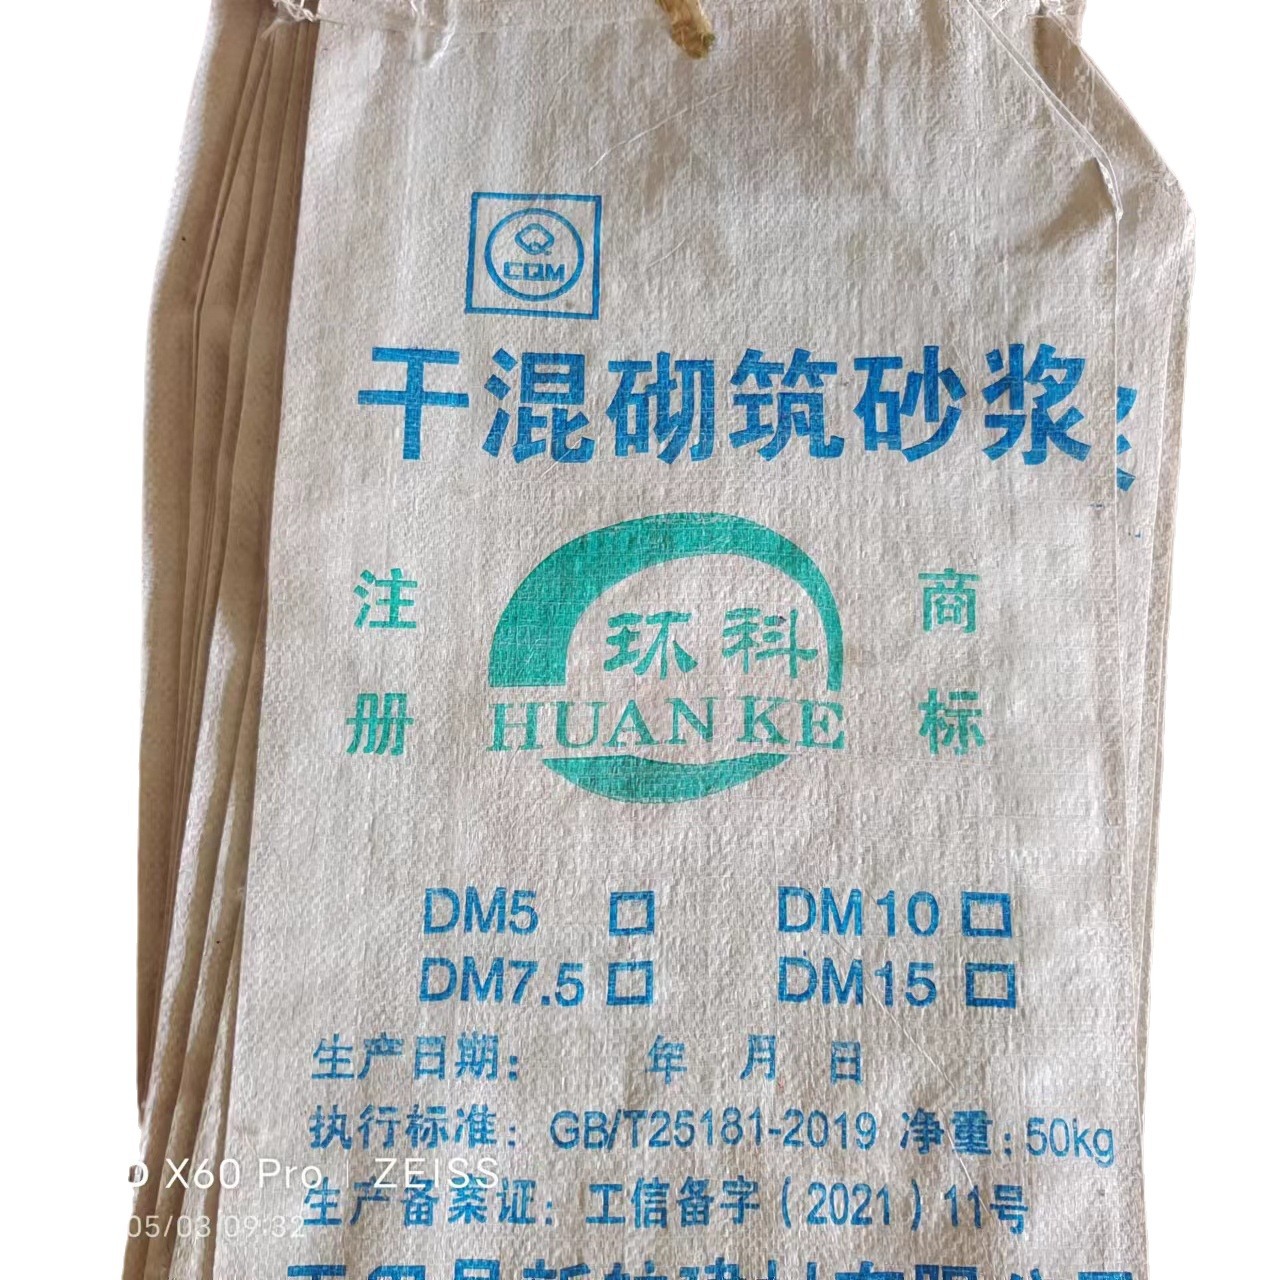 Q
CQM
干混砌筑砂浆
注册
环科
HUAN KE
商标
DM5 □ DM10 □
DM7.5 □ DM15 □
生产日期： 年 月 日
执行标准：GB/T25181-2019 净重：50kg
X60 Pro | ZEISS
生产备案证：工信备字（2021）11号
05/03 09:32